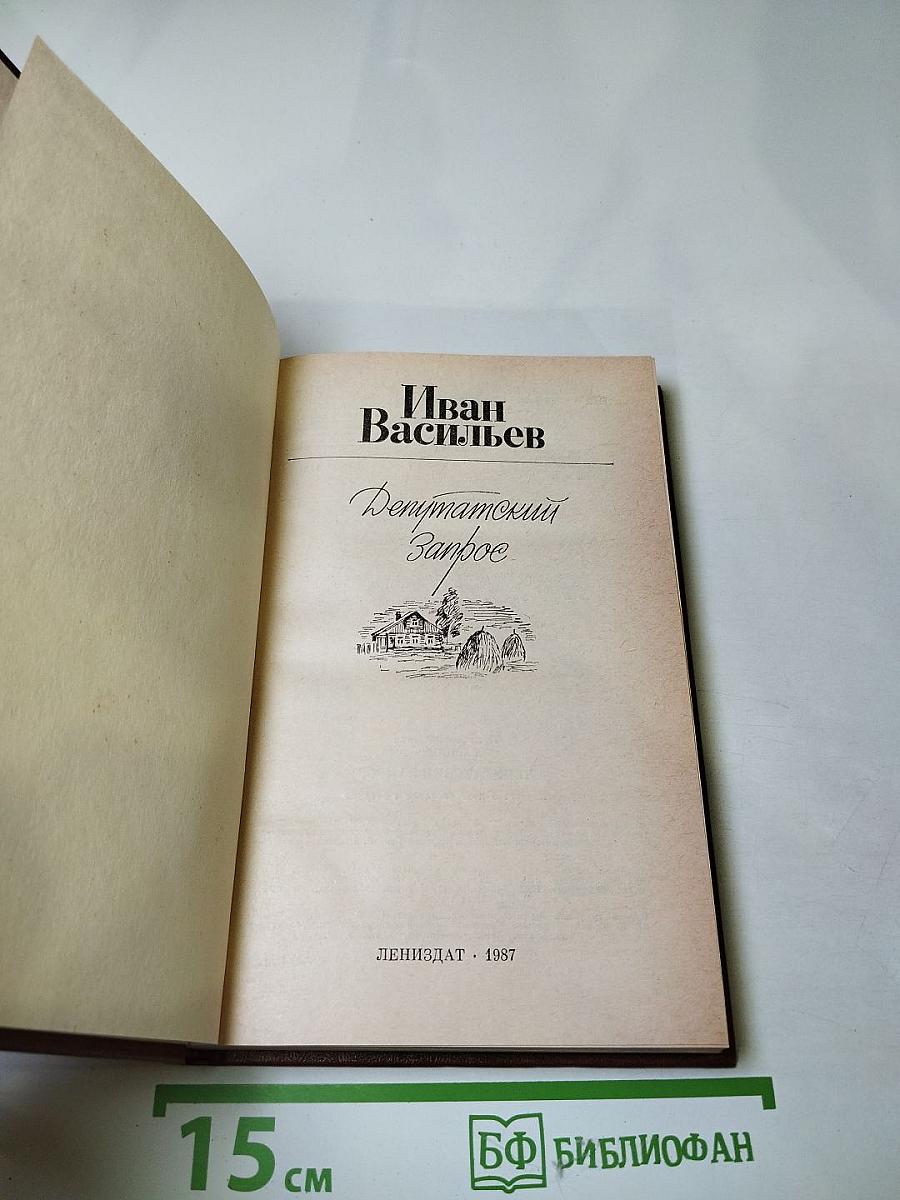 Иван
Васильев
Депутатский
Запрос
ЛЕНИЗДАТ · 1987
15 см
БФ БИБЛИОФАН